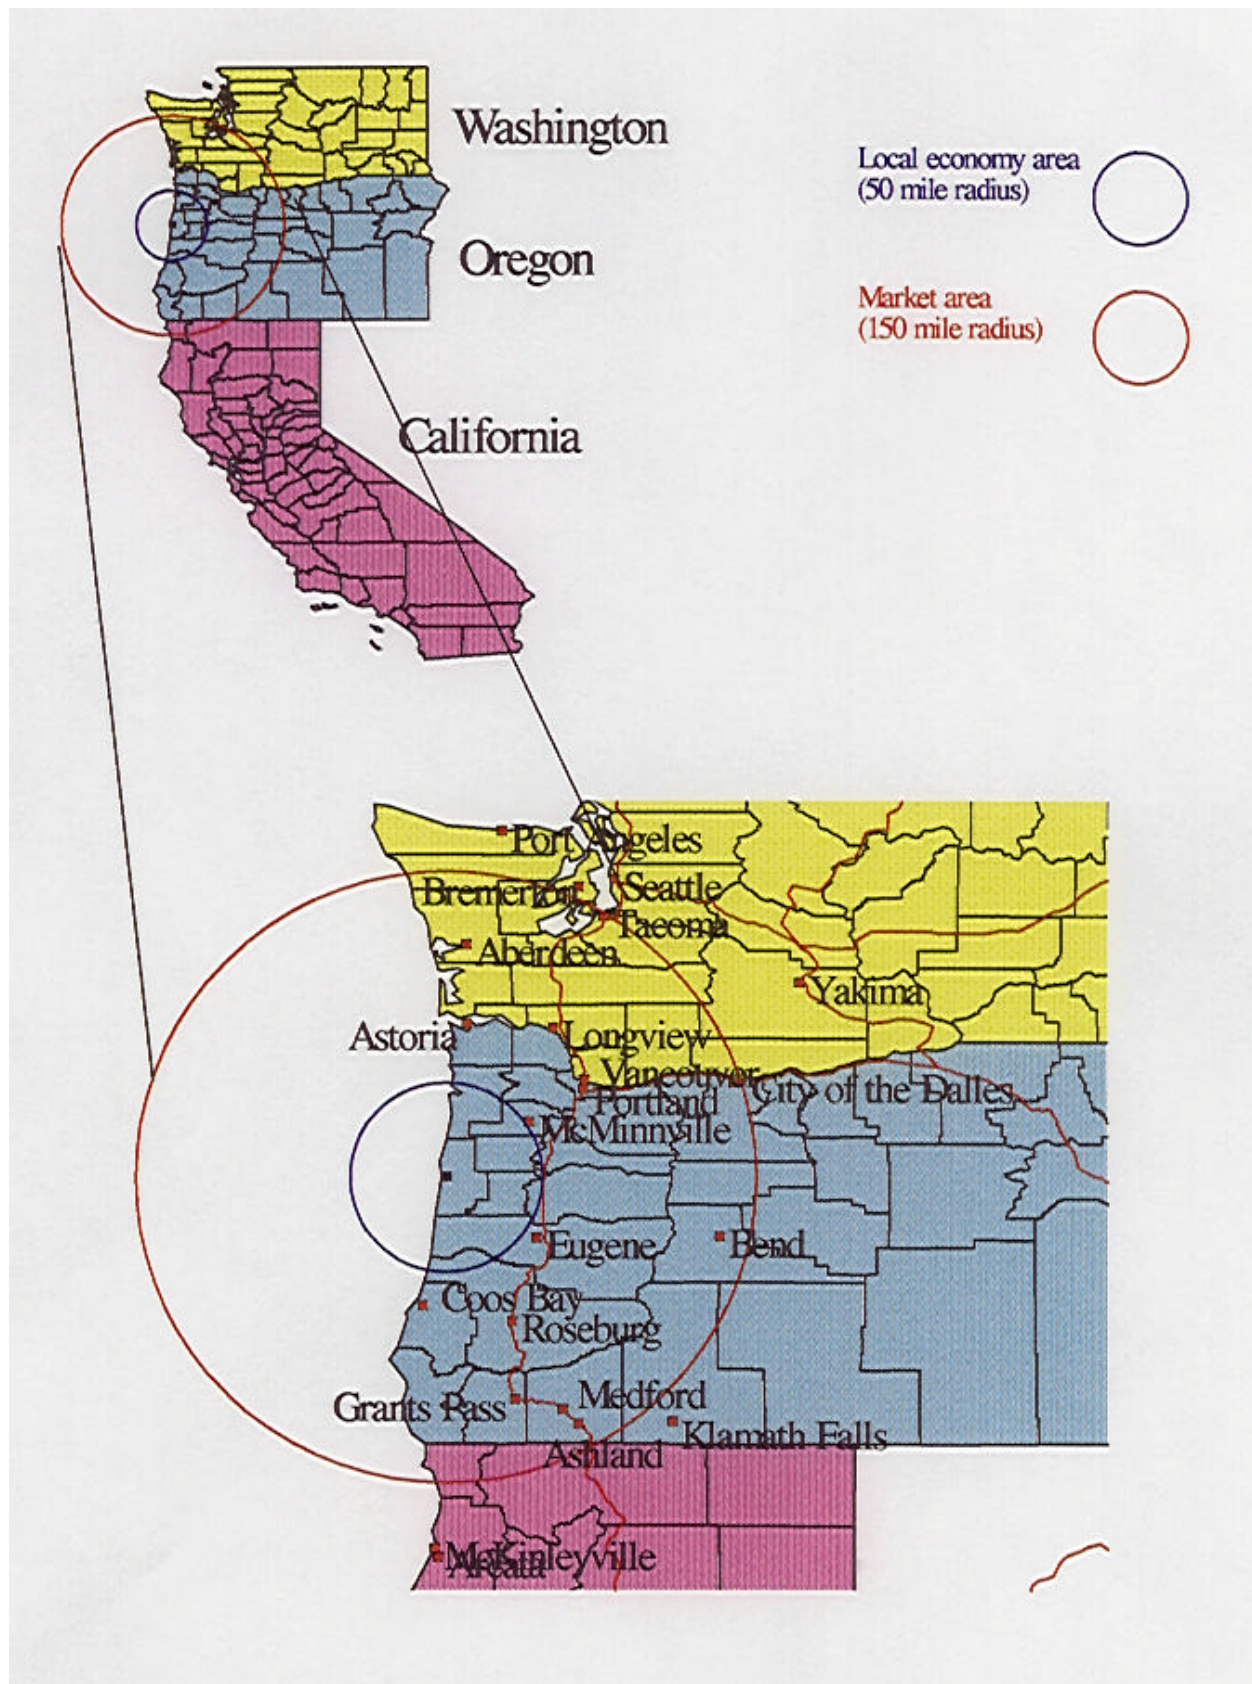 Washington
Local economy area
(50 mile radius)
Oregon
Market area
(150 mile radius)
California
Port Angeles
Bremerton
Seattle
Tacoma
Aberdeen
Yakima
Astoria
Longview
Vancouver
City of the Dalles
Portland
McMinnville
Eugene
Bend
Coos Bay
Roseburg
Medford
Grants Pass
Klamath Falls
Ashland
McKinleyville
Arcata